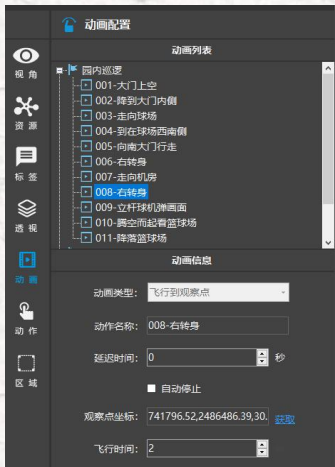 动画配置
动画列表
视角
资源
标签
透视
动画
动作
区域
园内巡逻
001-大门上空
002-降到大门内侧
003-走向球场
004-到在球场西南侧
005-向南大门行走
006-右转身
007-走向机房
008-右转身
009-立杆球机弹画面
010-腾空而起看篮球场
011-降落篮球场
动画信息
动画类型: 飞行到观察点
动作名称: 008-右转身
延迟时间: 0 秒
自动停止
观察点坐标: 741796.52,2486486.39,30. 获取
飞行时间: 2